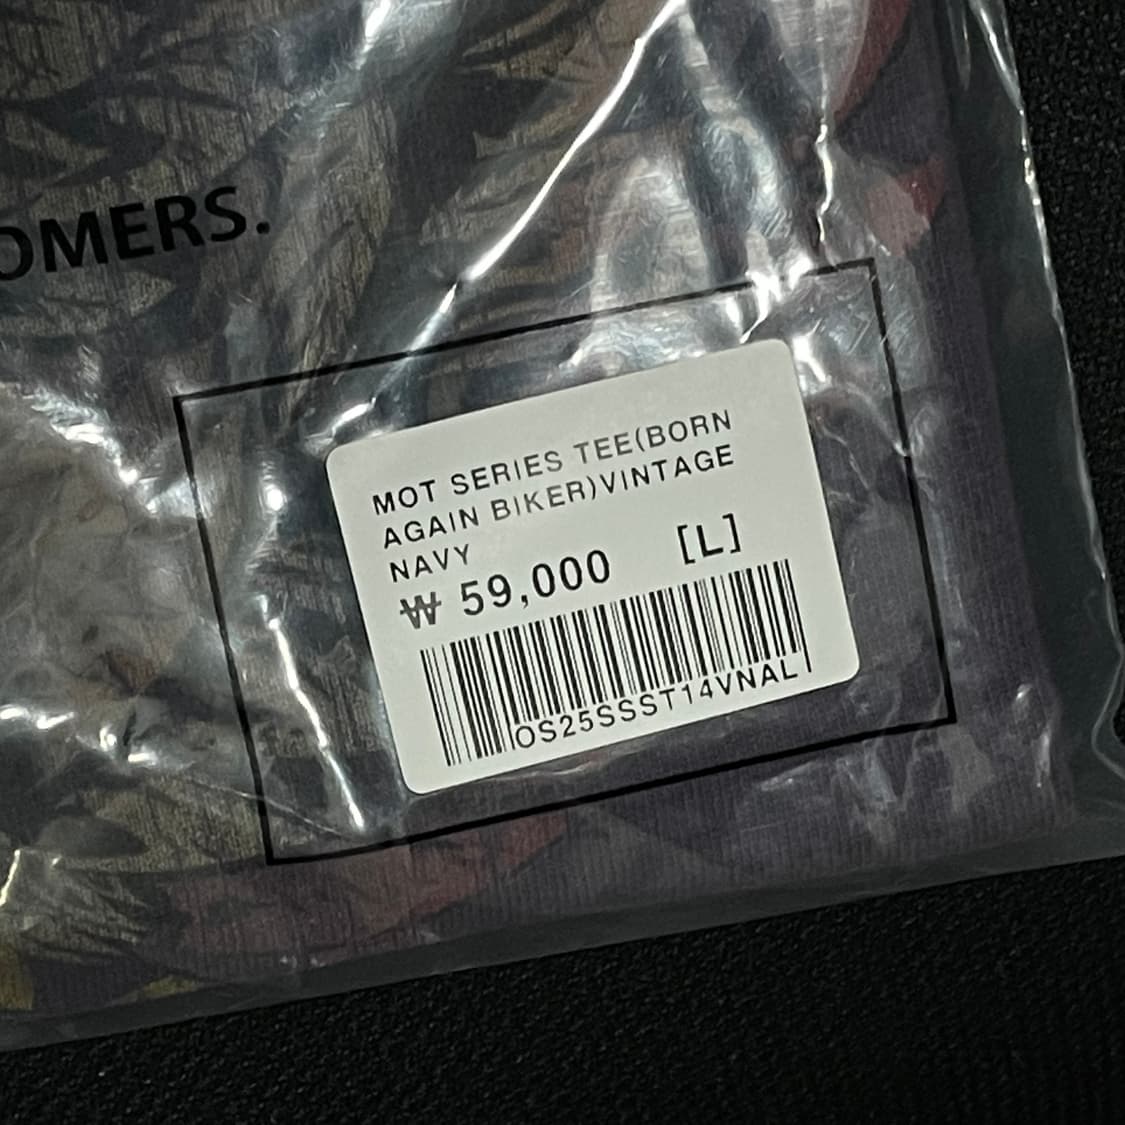 OMERS.
MOT SERIES TEE(BORN
AGAIN BIKER)VINTAGE
NAVY
₩ 59,000 [L]
OS25SSST14VNAL